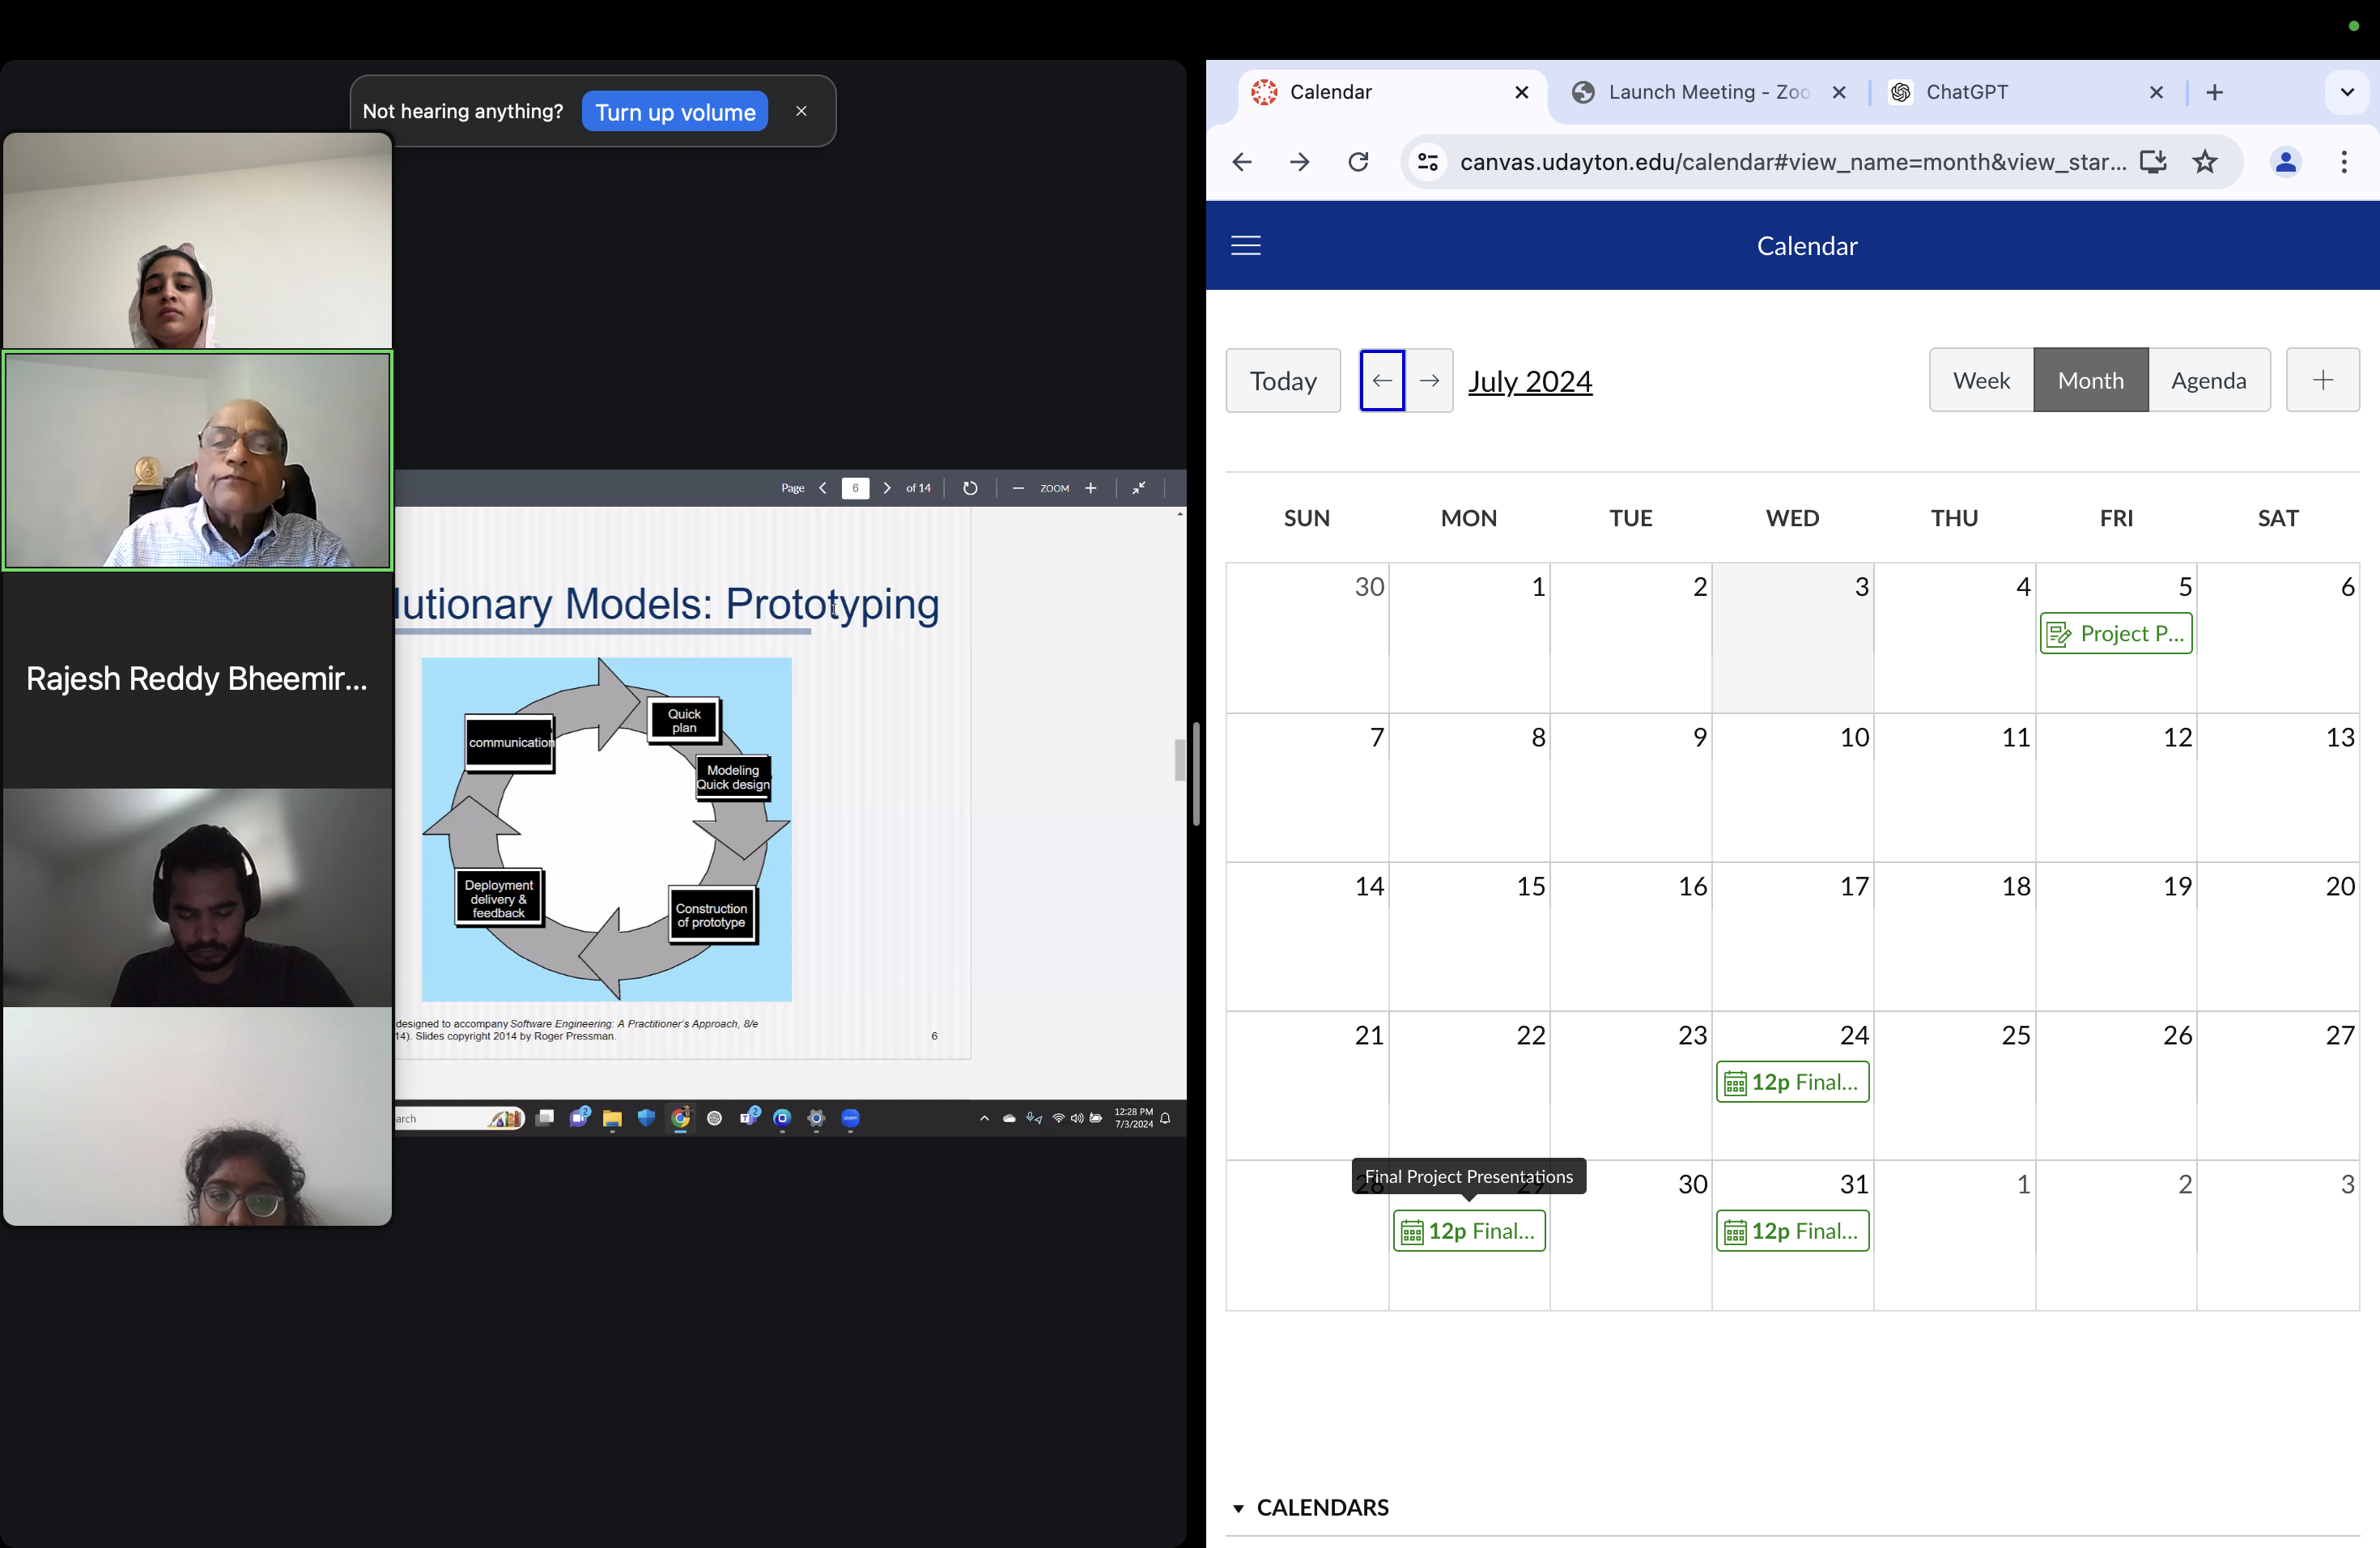 Not hearing anything? Turn up volume
Rajesh Reddy Bheemir...
Page 6 of 14 ZOOM
lutionary Models: Prototyping
communication
Quick
plan
Modeling
Quick design
Construction
of prototype
Deployment
delivery &
feedback
designed to accompany Software Engineering: A Practitioner's Approach, 8/e
14). Slides copyright 2014 by Roger Pressman.
6
arch
12:28 PM
7/3/2024
Calendar
Launch Meeting - Zoo
ChatGPT
canvas.udayton.edu/calendar#view_name=month&view_star...
Calendar
Today
July 2024
Week Month Agenda
SUN MON TUE WED THU FRI SAT
30 1 2 3 4 5 6
Project P...
7 8 9 10 11 12 13
14 15 16 17 18 19 20
21 22 23 24 25 26 27
12p Final...
Final Project Presentations
28 29 30 31 1 2 3
12p Final... 12p Final...
CALENDARS